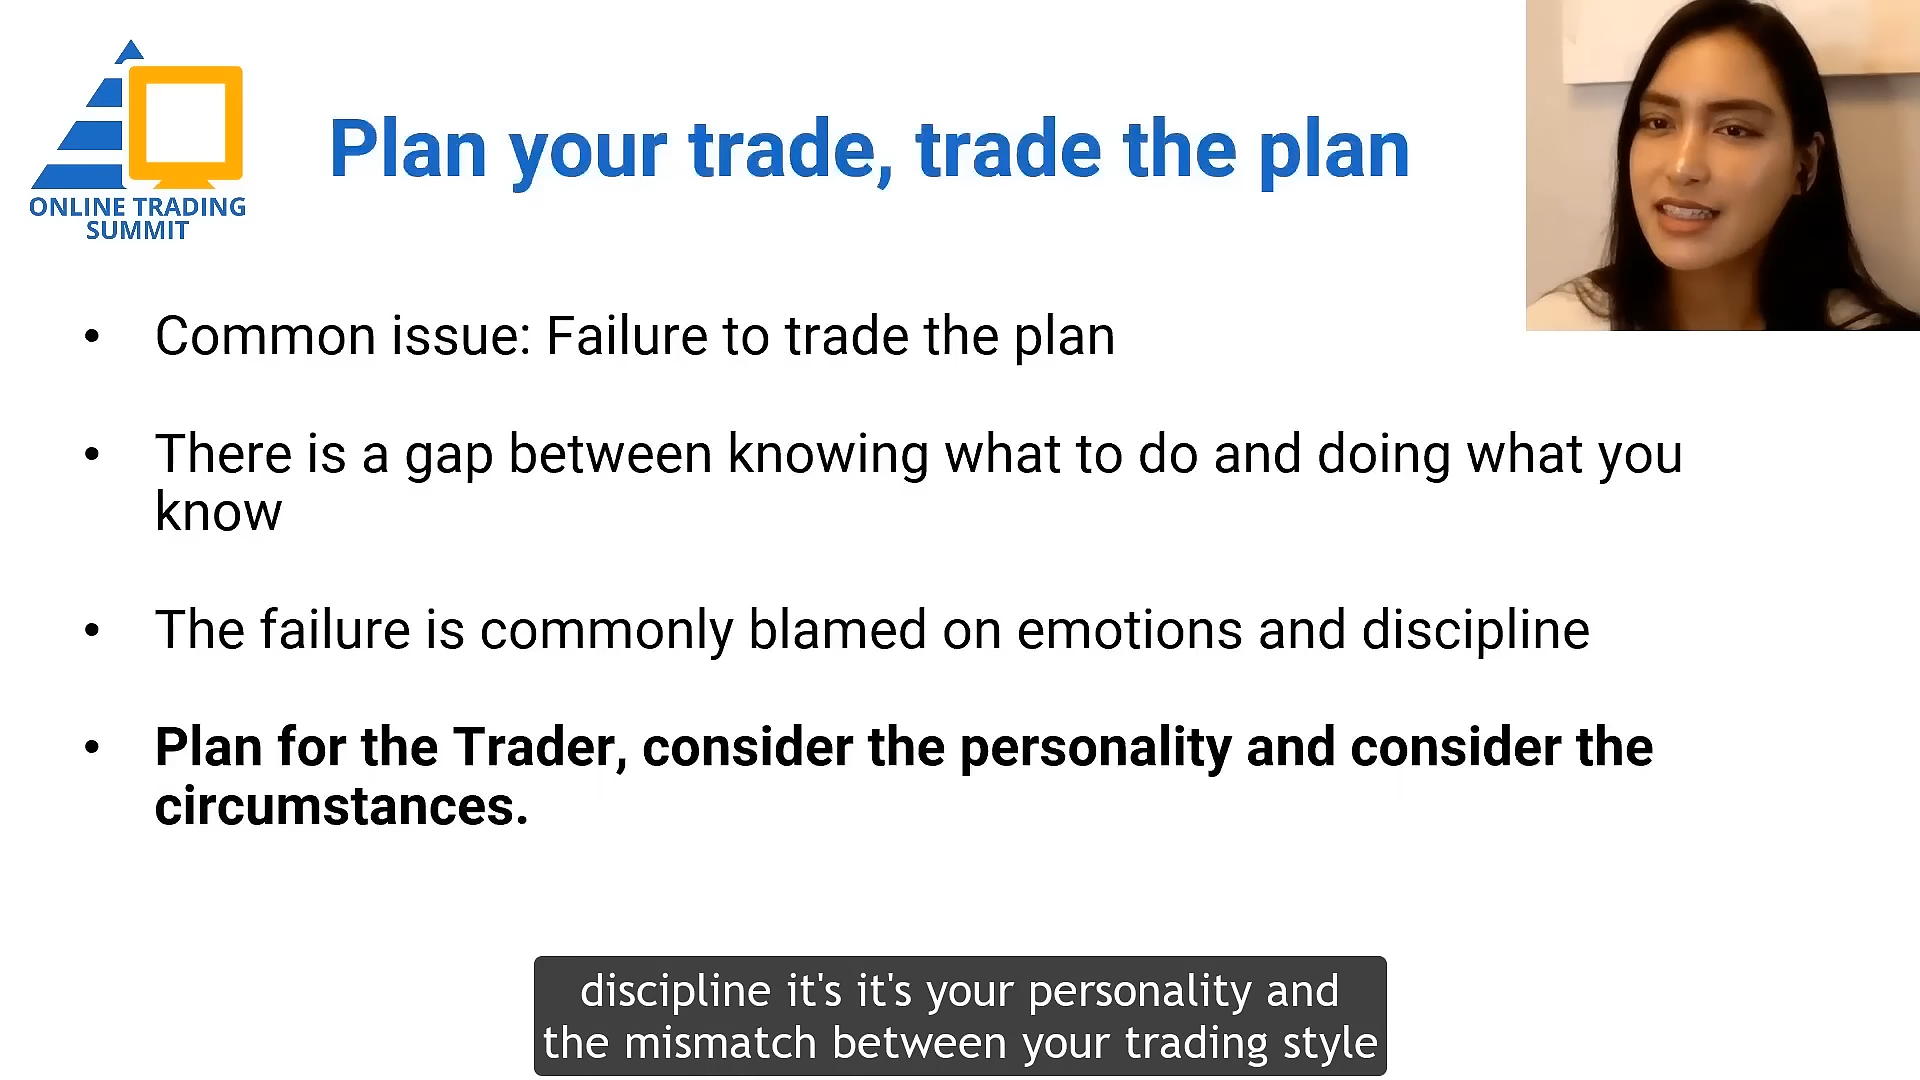 ONLINE TRADING
SUMMIT
Plan your trade, trade the plan
• Common issue: Failure to trade the plan
• There is a gap between knowing what to do and doing what you
know
• The failure is commonly blamed on emotions and discipline
• Plan for the Trader, consider the personality and consider the
circumstances.
discipline it's it's your personality and
the mismatch between your trading style